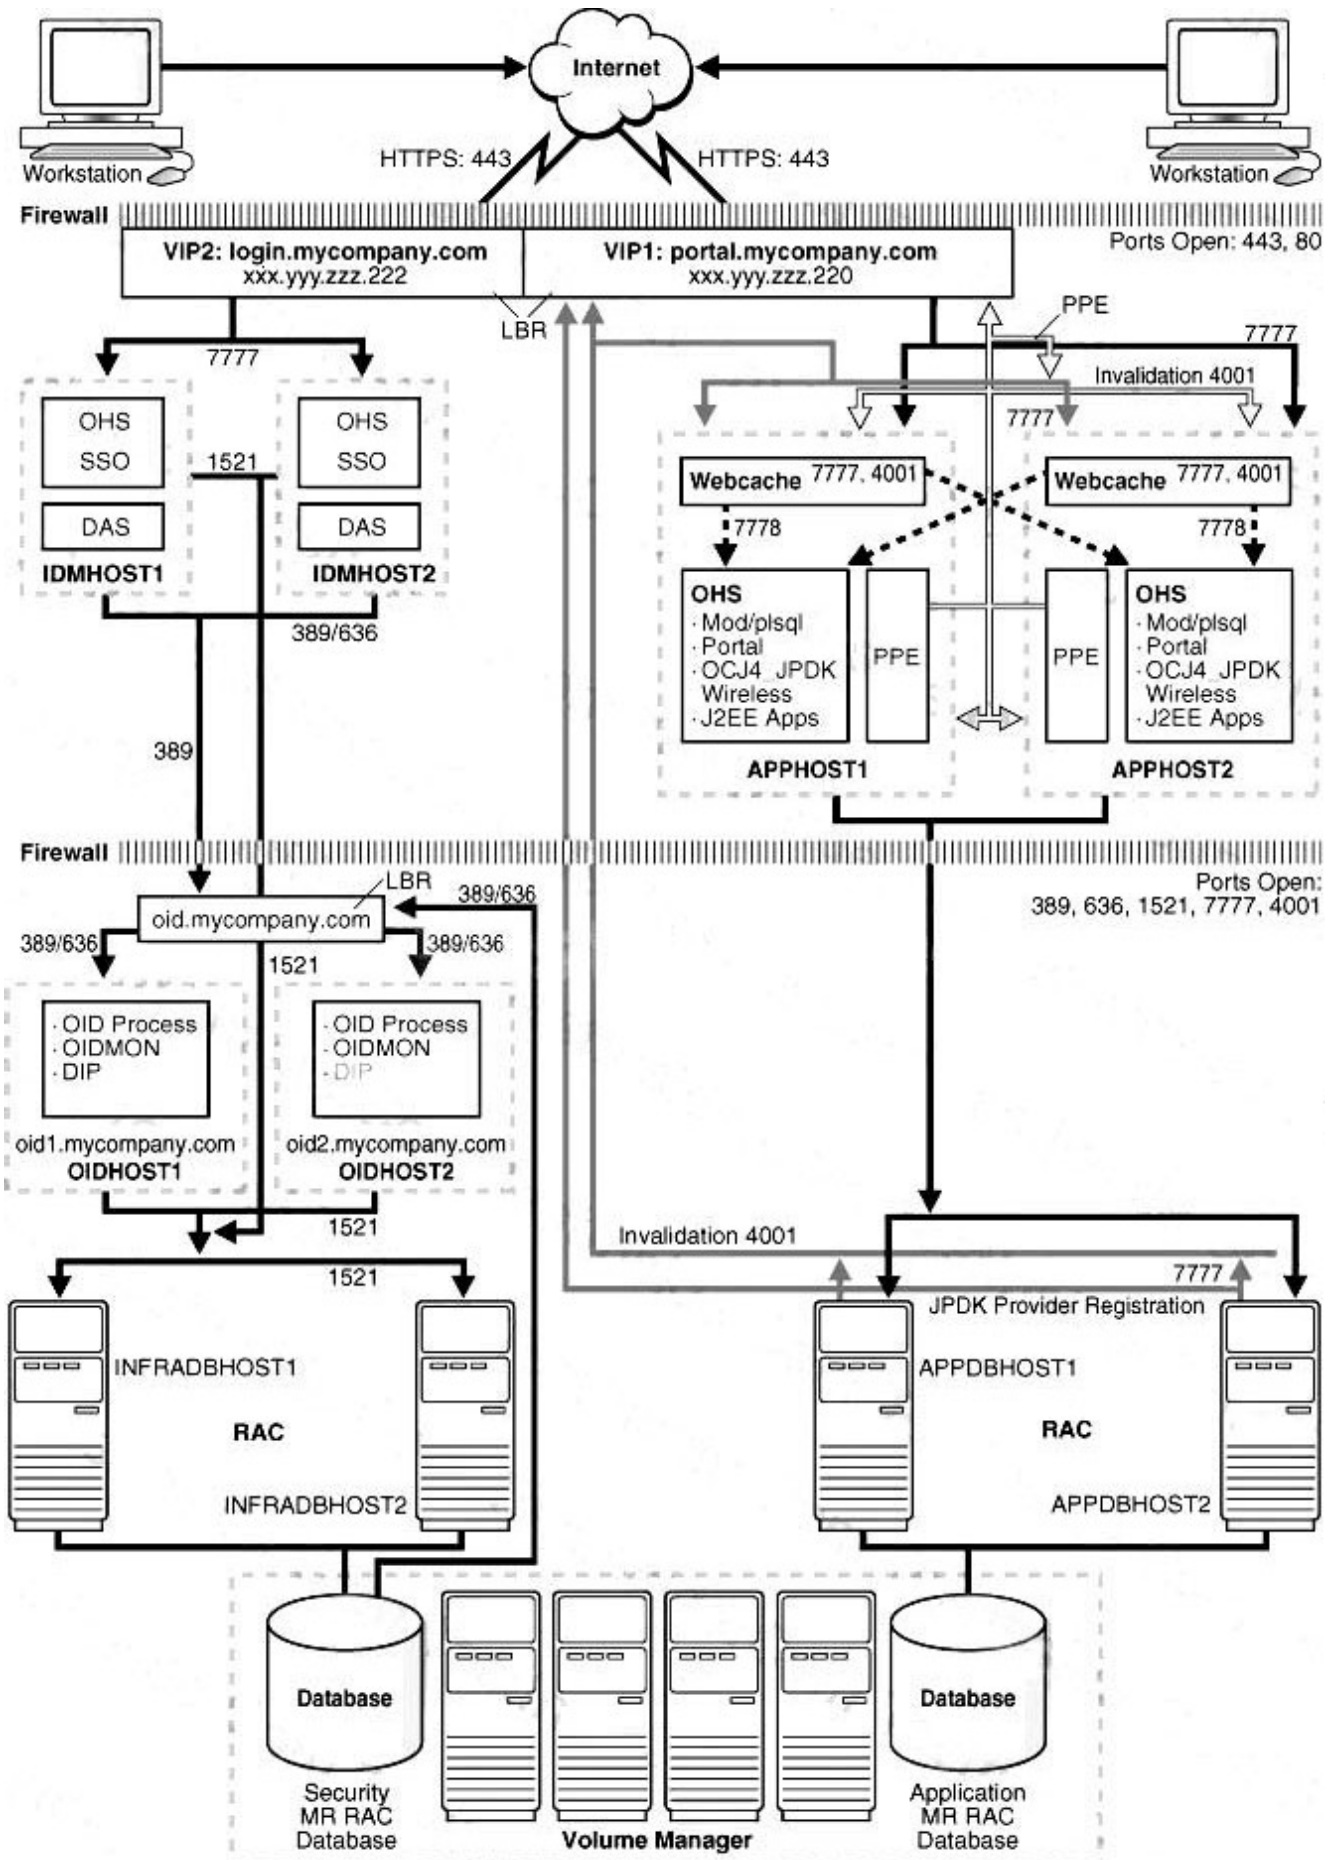 Internet
HTTPS: 443
HTTPS: 443
Workstation
Workstation
Firewall
Ports Open: 443, 80
VIP2: login.mycompany.com
xxx.yyy.zzz.222
VIP1: portal.mycompany.com
xxx.yyy.zzz.220
LBR
PPE
7777
7777
Invalidation 4001
7777
OHS
SSO
DAS
IDMHOST1
1521
OHS
SSO
DAS
IDMHOST2
389/636
389
Webcache 7777, 4001
7778
OHS
· Mod/plsql
· Portal
· OCJ4_JPDK
Wireless
· J2EE Apps
PPE
APPHOST1
Webcache 7777, 4001
7778
PPE
OHS
· Mod/plsql
· Portal
· OCJ4_JPDK
Wireless
· J2EE Apps
APPHOST2
Firewall
Ports Open:
389, 636, 1521, 7777, 4001
LBR
389/636
oid.mycompany.com
389/636
389/636
1521
· OID Process
· OIDMON
· DIP
oid1.mycompany.com
OIDHOST1
· OID Process
· OIDMON
· DIP
oid2.mycompany.com
OIDHOST2
1521
1521
Invalidation 4001
7777
JPDK Provider Registration
INFRADBHOST1
RAC
INFRADBHOST2
APPDBHOST1
RAC
APPDBHOST2
Database
Security
MR RAC
Database
Volume Manager
Database
Application
MR RAC
Database